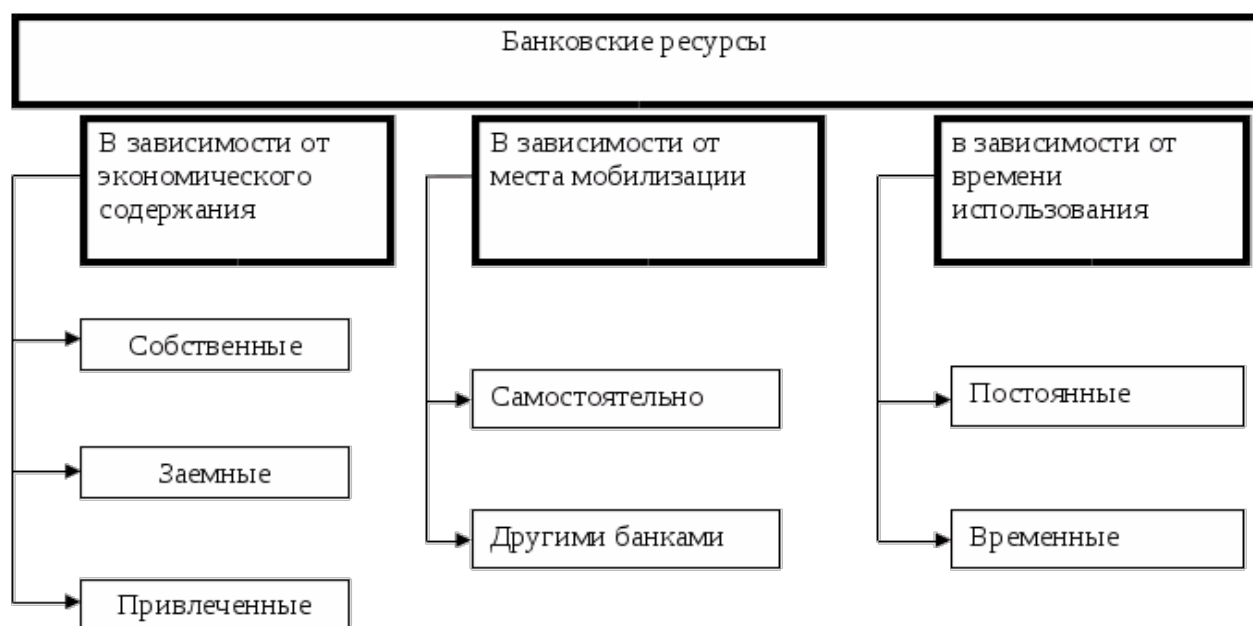 Банковские ресурсы
В зависимости от
экономического
содержания
В зависимости от
места мобилизации
в зависимости от
времени
использования
Собственные
Заемные
Привлеченные
Самостоятельно
Другими банками
Постоянные
Временные